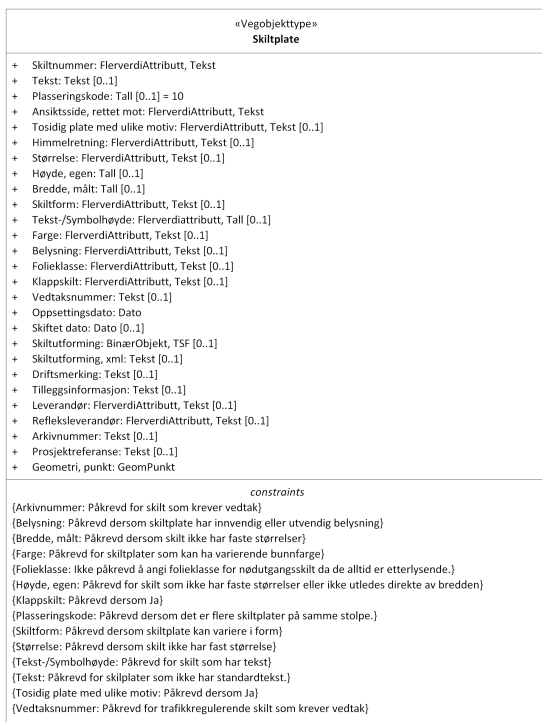 «Vegobjekttype»
Skiltplate
+ Skiltnummer: FlerverdiAttributt, Tekst
+ Tekst: Tekst [0..1]
+ Plasseringskode: Tall [0..1] = 10
+ Ansiktsside, rettet mot: FlerverdiAttributt, Tekst
+ Tosidig plate med ulike motiv: FlerverdiAttributt, Tekst [0..1]
+ Himmelretning: FlerverdiAttributt, Tekst [0..1]
+ Størrelse: FlerverdiAttributt, Tekst [0..1]
+ Høyde, egen: Tall [0..1]
+ Bredde, målt: Tall [0..1]
+ Skiltform: FlerverdiAttributt, Tekst [0..1]
+ Tekst-/Symbolhøyde: Flerverdiattributt, Tall [0..1]
+ Farge: FlerverdiAttributt, Tekst [0..1]
+ Belysning: FlerverdiAttributt, Tekst [0..1]
+ Folieklasse: FlerverdiAttributt, Tekst [0..1]
+ Klappskilt: FlerverdiAttributt, Tekst [0..1]
+ Vedtaksnummer: Tekst [0..1]
+ Oppsettingsdato: Dato
+ Skiftet dato: Dato [0..1]
+ Skiltutforming: BinærObjekt, TSF [0..1]
+ Skiltutforming, xml: Tekst [0..1]
+ Driftsmerking: Tekst [0..1]
+ Tilleggsinformasjon: Tekst [0..1]
+ Leverandør: FlerverdiAttributt, Tekst [0..1]
+ Refleksleverandør: FlerverdiAttributt, Tekst [0..1]
+ Arkivnummer: Tekst [0..1]
+ Prosjektreferanse: Tekst [0..1]
+ Geometri, punkt: GeomPunkt
constraints
{Arkivnummer: Påkrevd for skilt som krever vedtak}
{Belysning: Påkrevd dersom skiltplate har innvendig eller utvendig belysning}
{Bredde, målt: Påkrevd dersom skilt ikke har faste størrelser}
{Farge: Påkrevd for skiltplater som kan ha varierende bunnfarge}
{Folieklasse: Ikke påkrevd å angi folieklasse for nødutgangsskilt da de alltid er etterlysende.}
{Høyde, egen: Påkrevd for skilt som ikke har faste størrelser eller ikke utledes direkte av bredden}
{Klappskilt: Påkrevd dersom Ja}
{Plasseringskode: Påkrevd dersom det er flere skiltplater på samme stolpe.}
{Skiltform: Påkrevd dersom skiltplate kan variere i form}
{Størrelse: Påkrevd dersom skilt ikke har fast størrelse}
{Tekst-/Symbolhøyde: Påkrevd for skilt som har tekst}
{Tekst: Påkrevd for skilplater som ikke har standardtekst.}
{Tosidig plate med ulike motiv: Påkrevd dersom Ja}
{Vedtaksnummer: Påkrevd for trafikkregulerende skilt som krever vedtak}